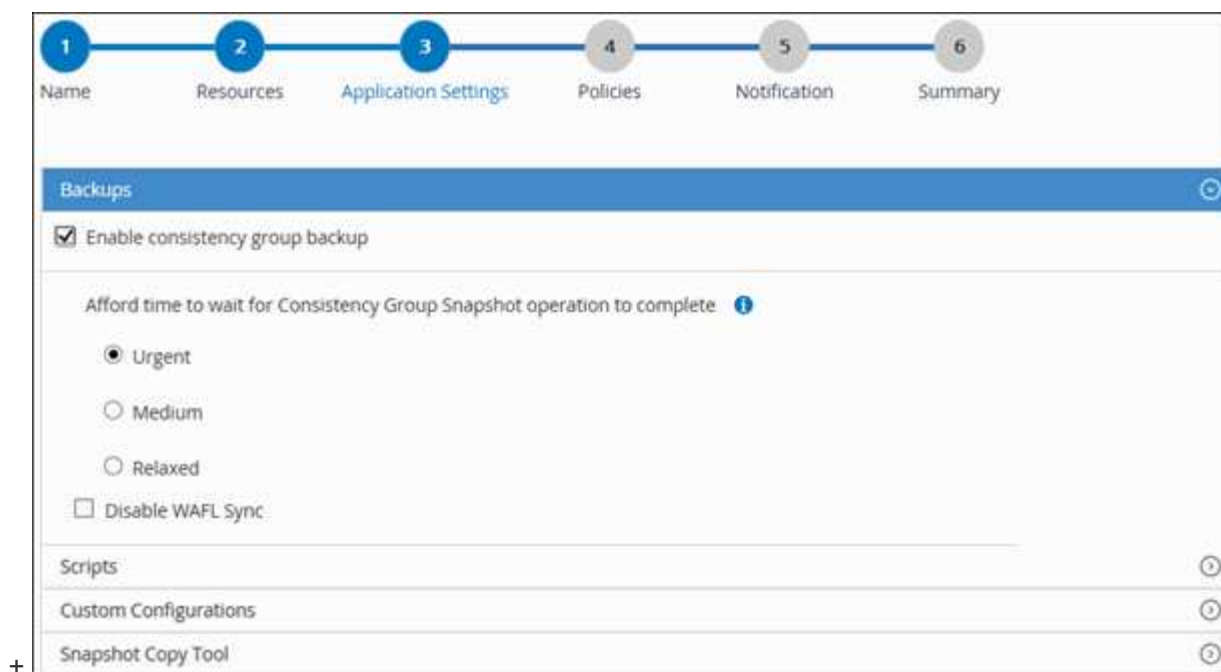 1 2 3 4 5 6
Name Resources Application Settings Policies Notification Summary
Backups
Enable consistency group backup
Afford time to wait for Consistency Group Snapshot operation to complete
Urgent
Medium
Relaxed
Disable WAFL Sync
Scripts
Custom Configurations
Snapshot Copy Tool
+